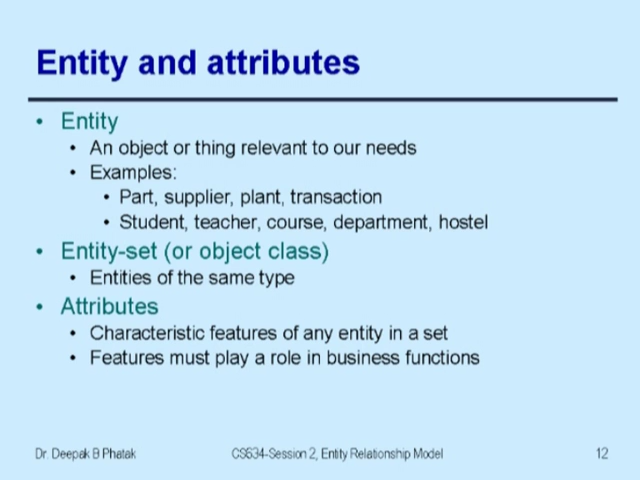 Entity and attributes
• Entity
• An object or thing relevant to our needs
• Examples:
• Part, supplier, plant, transaction
• Student, teacher, course, department, hostel
• Entity-set (or object class)
• Entities of the same type
• Attributes
• Characteristic features of any entity in a set
• Features must play a role in business functions
Dr. Deepak B Phatak
CS634-Session 2, Entity Relationship Model
12